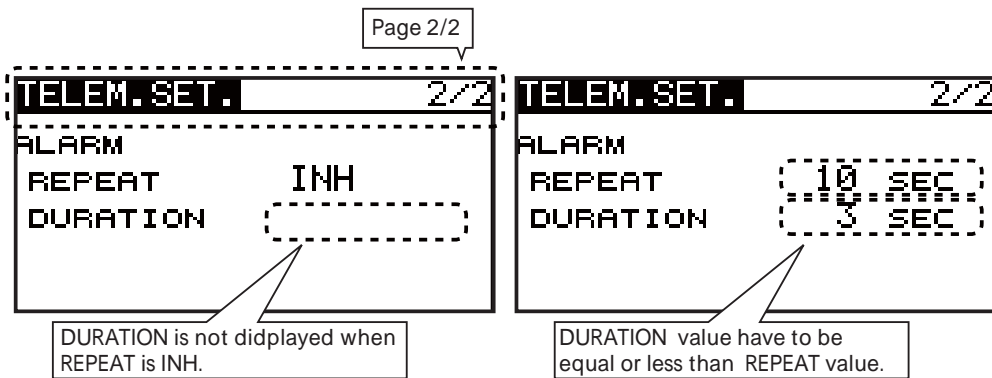 Page 2/2
TELEM.SET. 2/2
ALARM
REPEAT INH
DURATION
DURATION is not didplayed when
REPEAT is INH.
TELEM.SET. 2/2
ALARM
REPEAT 10 SEC
DURATION 3 SEC
DURATION value have to be
equal or less than REPEAT value.